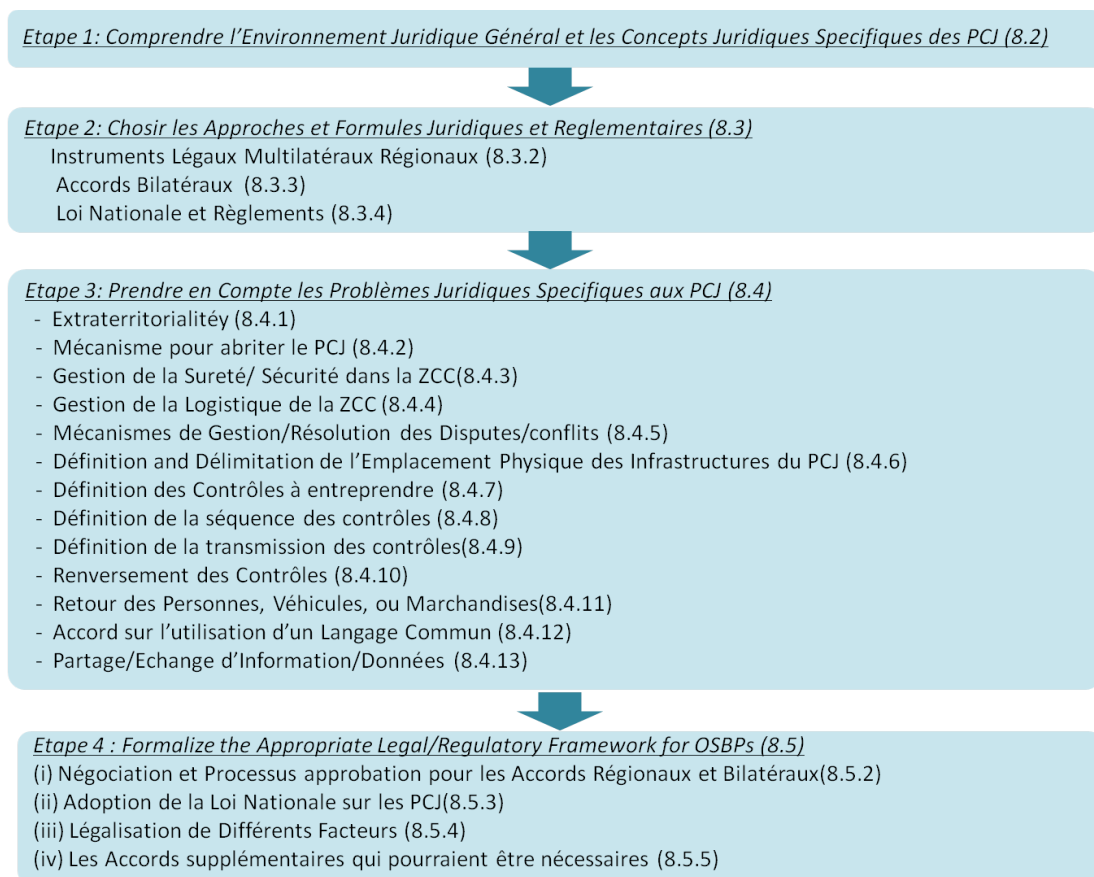 Etape 1: Comprendre l’Environnement Juridique Général et les Concepts Juridiques Specifiques des PCJ (8.2)
Etape 2: Chosir les Approches et Formules Juridiques et Reglementaires (8.3)
Instruments Légaux Multilatéraux Régionaux (8.3.2)
Accords Bilatéraux (8.3.3)
Loi Nationale et Règlements (8.3.4)
Etape 3: Prendre en Compte les Problèmes Juridiques Specifiques aux PCJ (8.4)
- Extraterritorialitéy (8.4.1)
- Mécanisme pour abriter le PCJ (8.4.2)
- Gestion de la Sureté/ Sécurité dans la ZCC(8.4.3)
- Gestion de la Logistique de la ZCC (8.4.4)
- Mécanismes de Gestion/Résolution des Disputes/conflits (8.4.5)
- Définition and Délimitation de l’Emplacement Physique des Infrastructures du PCJ (8.4.6)
- Définition des Contrôles à entreprendre (8.4.7)
- Définition de la séquence des contrôles (8.4.8)
- Définition de la transmission des contrôles(8.4.9)
- Renversement des Contrôles (8.4.10)
- Retour des Personnes, Véhicules, ou Marchandises(8.4.11)
- Accord sur l’utilisation d’un Langage Commun (8.4.12)
- Partage/Echange d’Information/Données (8.4.13)
Etape 4 : Formalize the Appropriate Legal/Regulatory Framework for OSBPs (8.5)
(i) Négociation et Processus approbation pour les Accords Régionaux et Bilatéraux(8.5.2)
(ii) Adoption de la Loi Nationale sur les PCJ(8.5.3)
(iii) Légalisation de Différents Facteurs (8.5.4)
(iv) Les Accords supplémentaires qui pourraient être nécessaires (8.5.5)